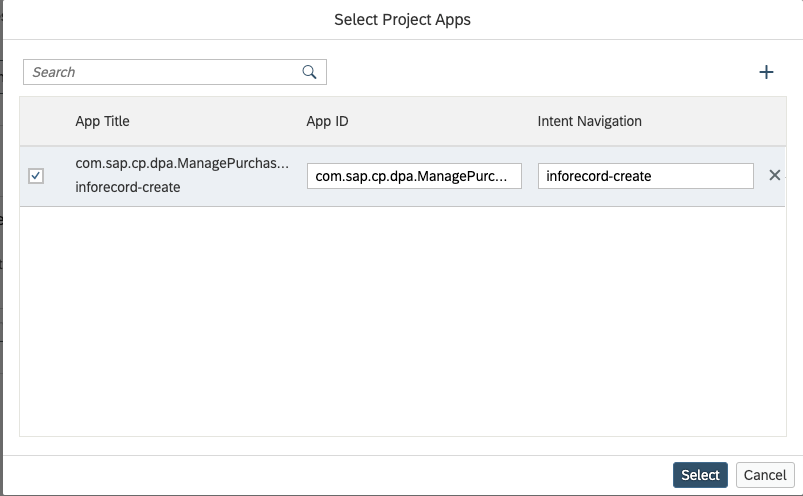 Select Project Apps
Search
App Title App ID Intent Navigation
com.sap.cp.dpa.ManagePurchas...
inforecord-create
com.sap.cp.dpa.ManagePurc...
inforecord-create
Select Cancel